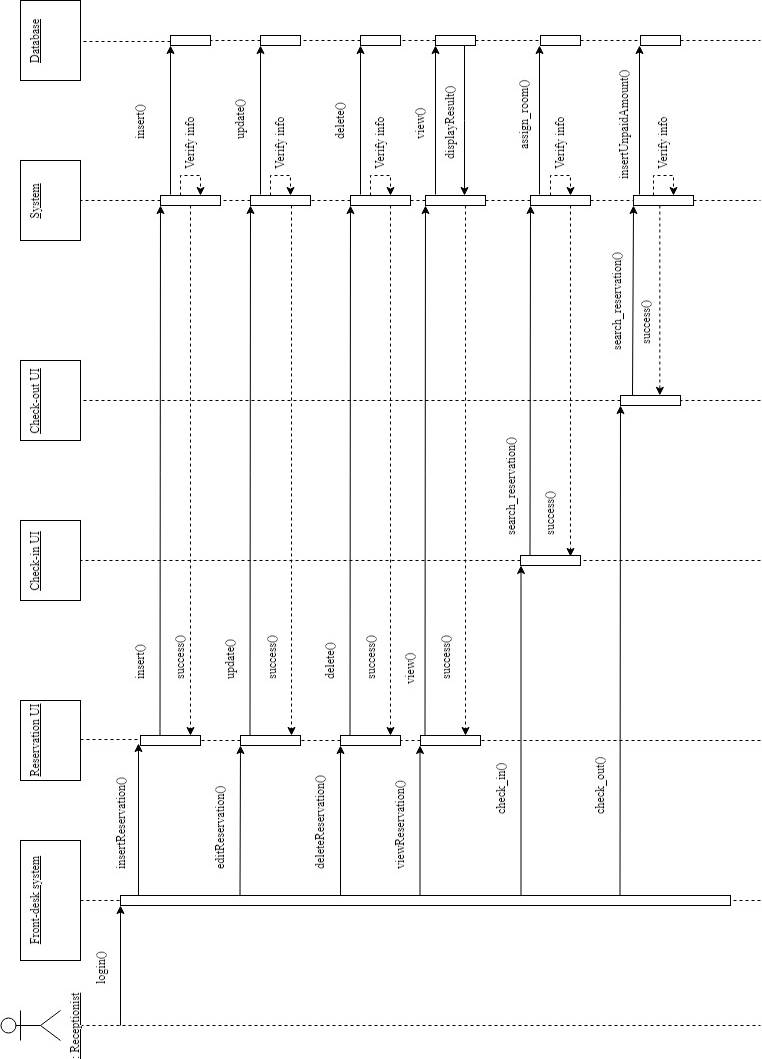 : Receptionist
Front-desk system
Reservation UI
Check-in UI
Check-out UI
System
Database
login()
insertReservation()
insert()
insert()
Verify info
success()
editReservation()
update()
update()
Verify info
success()
deleteReservation()
delete()
delete()
Verify info
success()
viewReservation()
view()
view()
displayResult()
success()
check_in()
search_reservation()
assign_room()
Verify info
success()
check_out()
search_reservation()
insertUnpaidAmount()
Verify info
success()